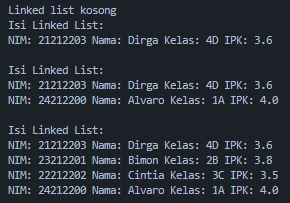 Linked list kosong
Isi Linked List:
NIM: 21212203 Nama: Dirga Kelas: 4D IPK: 3.6
Isi Linked List:
NIM: 21212203 Nama: Dirga Kelas: 4D IPK: 3.6
NIM: 24212200 Nama: Alvaro Kelas: 1A IPK: 4.0
Isi Linked List:
NIM: 21212203 Nama: Dirga Kelas: 4D IPK: 3.6
NIM: 23212201 Nama: Bimon Kelas: 2B IPK: 3.8
NIM: 22212202 Nama: Cintia Kelas: 3C IPK: 3.5
NIM: 24212200 Nama: Alvaro Kelas: 1A IPK: 4.0